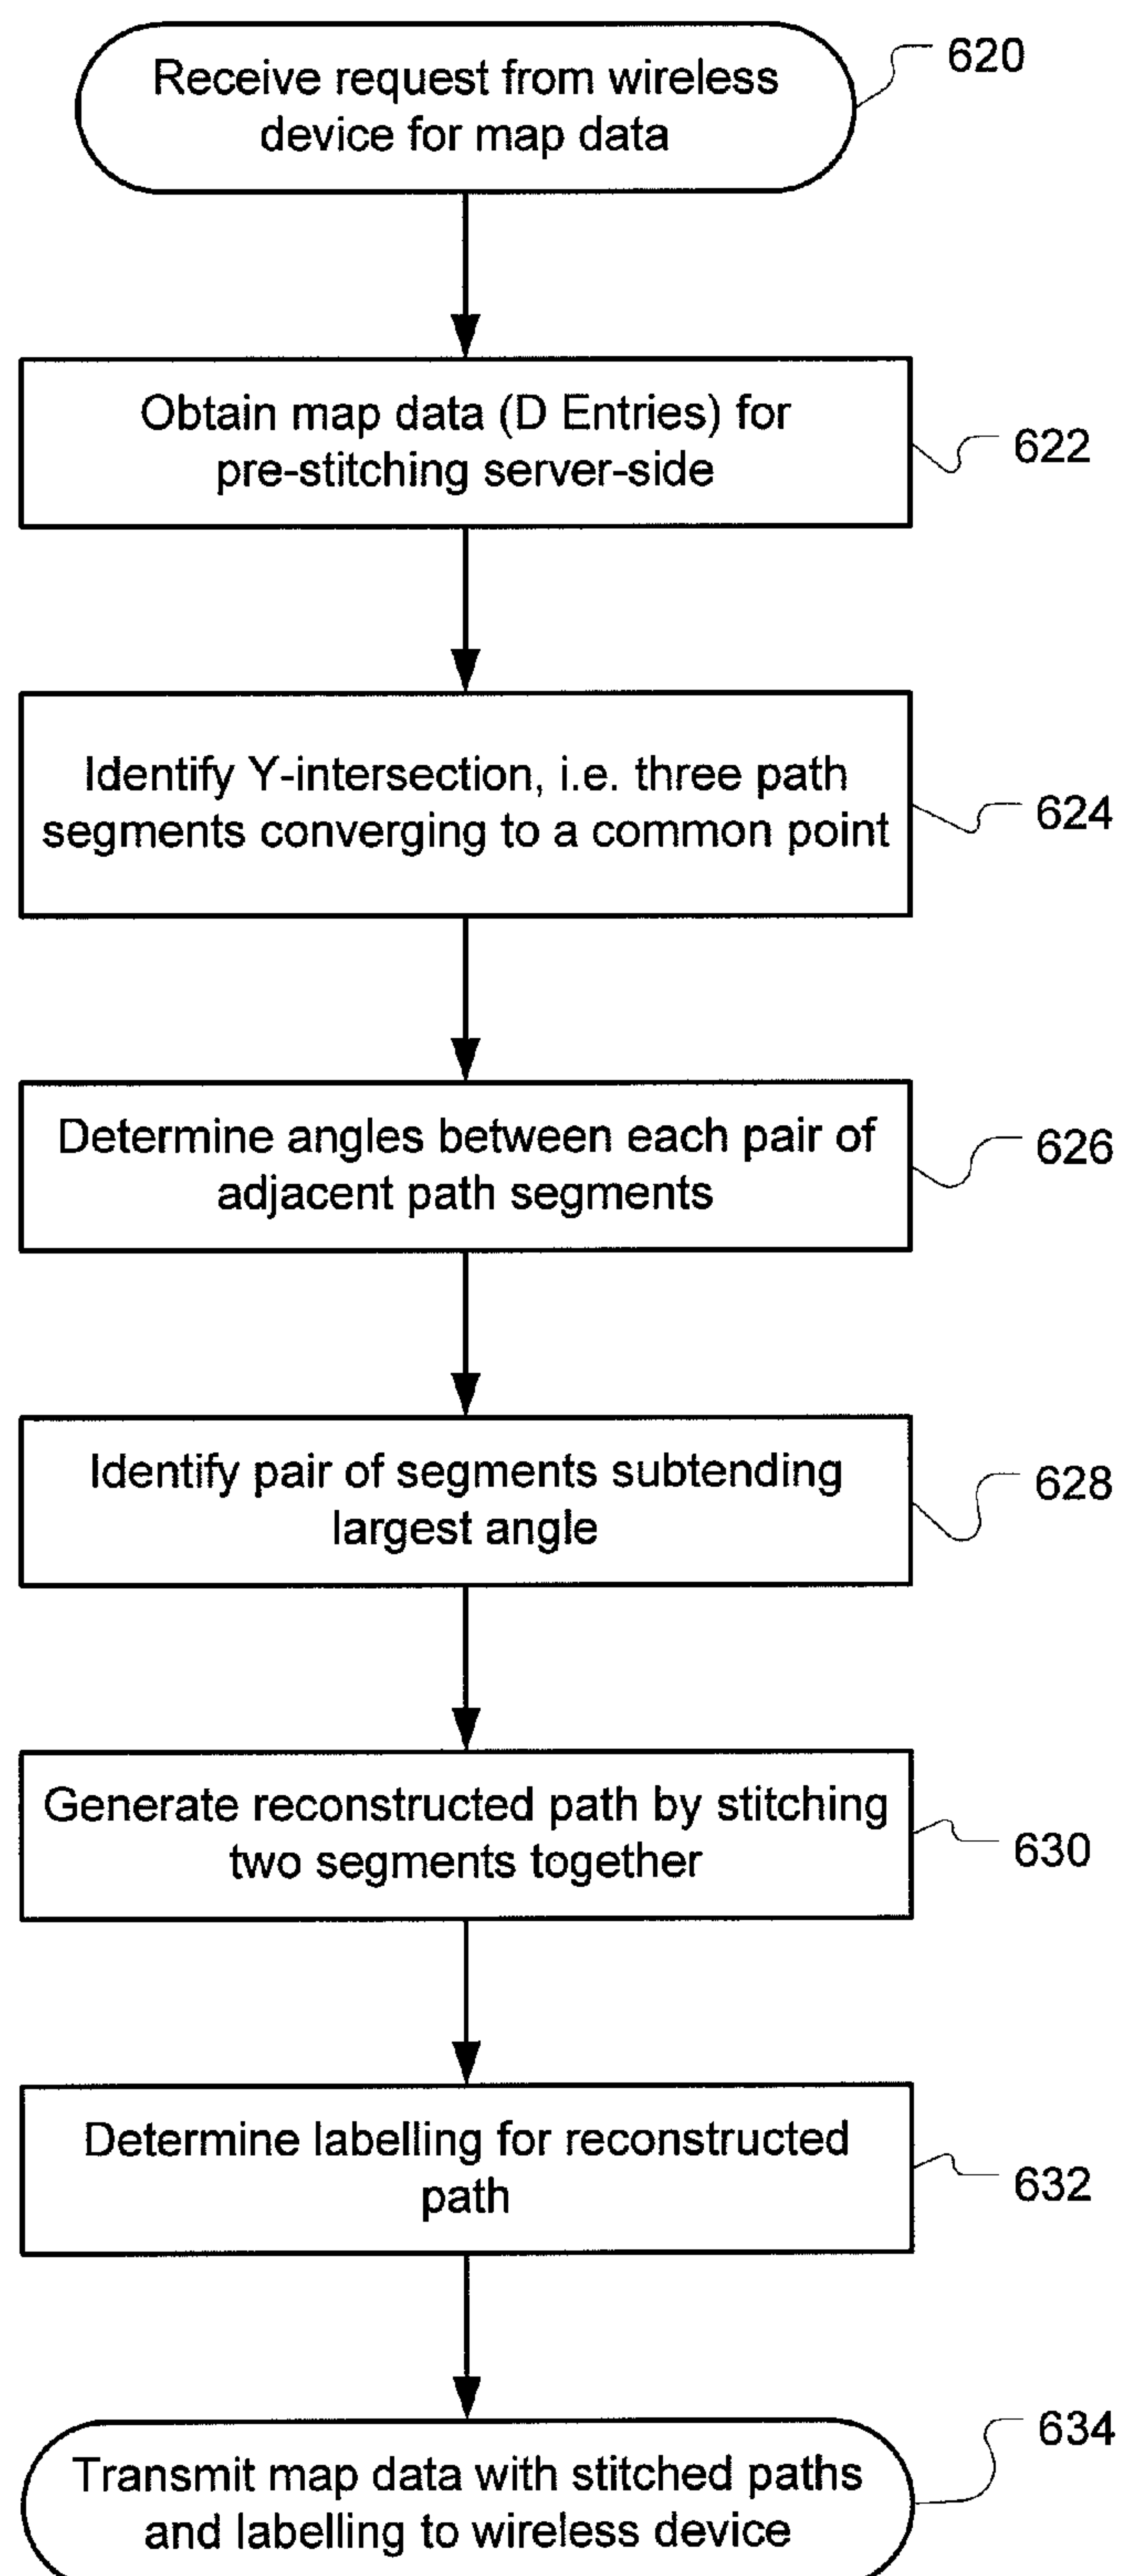 Receive request from wireless
device for map data
620
Obtain map data (D Entries) for
pre-stitching server-side
622
Identify Y-intersection, i.e. three path
segments converging to a common point
624
Determine angles between each pair of
adjacent path segments
626
Identify pair of segments subtending
largest angle
628
Generate reconstructed path by stitching
two segments together
630
Determine labelling for reconstructed
path
632
Transmit map data with stitched paths
and labelling to wireless device
634